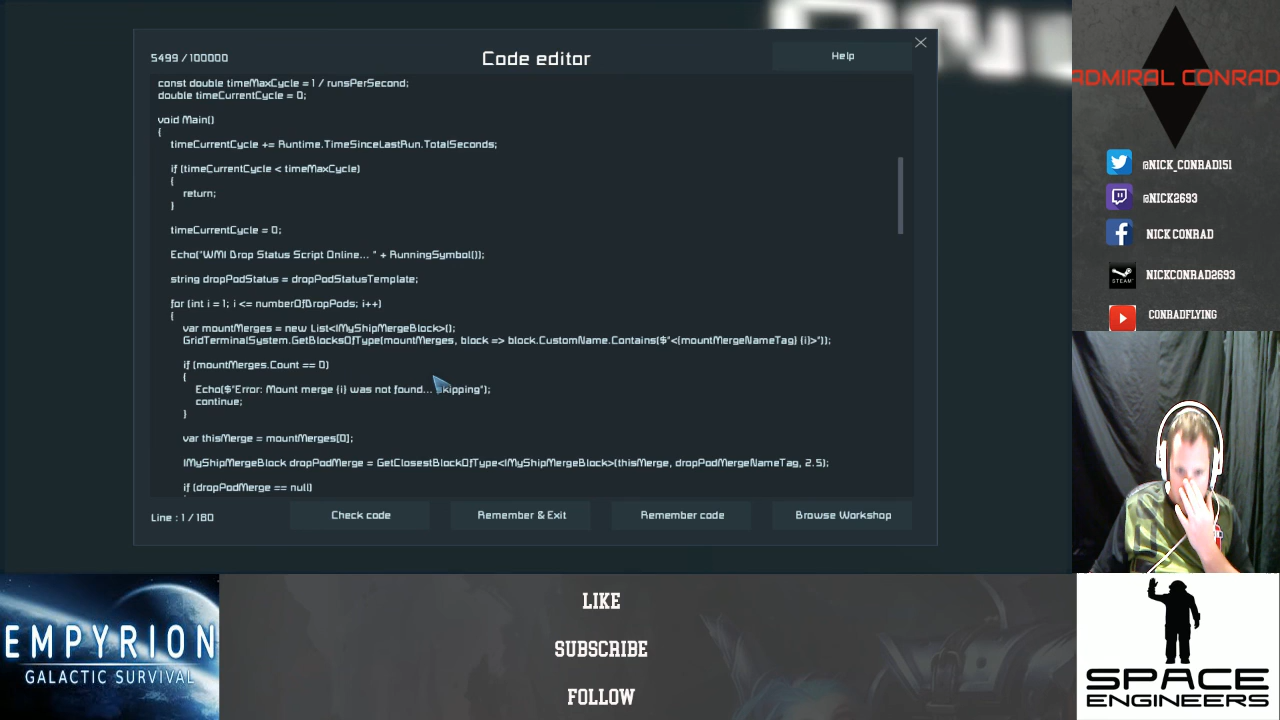 5499 / 100000
Code editor
Help
const double timeMaxCycle = 1 / runsPerSecond;
double timeCurrentCycle = 0;
void Main()
{
timeCurrentCycle += Runtime.TimeSinceLastRun.TotalSeconds;
if (timeCurrentCycle < timeMaxCycle)
{
return;
}
timeCurrentCycle = 0;
Echo("WMI Drop Status Script Online... " + RunningSymbol());
string dropPodStatus = dropPodStatusTemplate;
for (int i = 1; i <= numberOfDropPods; i++)
{
var mountMerges = new List<IMyShipMergeBlock>();
GridTerminalSystem.GetBlocksOfType(mountMerges, block => block.CustomName.Contains($"<{mountMergeNameTag} {i}>"));
if (mountMerges.Count == 0)
{
Echo($"Error: Mount merge {i} was not found... skipping");
continue;
}
var thisMerge = mountMerges[0];
IMyShipMergeBlock dropPodMerge = GetClosestBlockOfType<IMyShipMergeBlock>(thisMerge, dropPodMergeNameTag, 2.5);
if (dropPodMerge == null)
Line : 1 / 180
Check code
Remember & Exit
Remember code
Browse Workshop
ADMIRAL CONRAD
@NICK_CONRAD151
@NICK2693
NICK CONRAD
STEAM
NICKCONRAD2693
CONRADFLYING
EMPYRION
GALACTIC SURVIVAL
LIKE
SUBSCRIBE
FOLLOW
SPACE
ENGINEERS